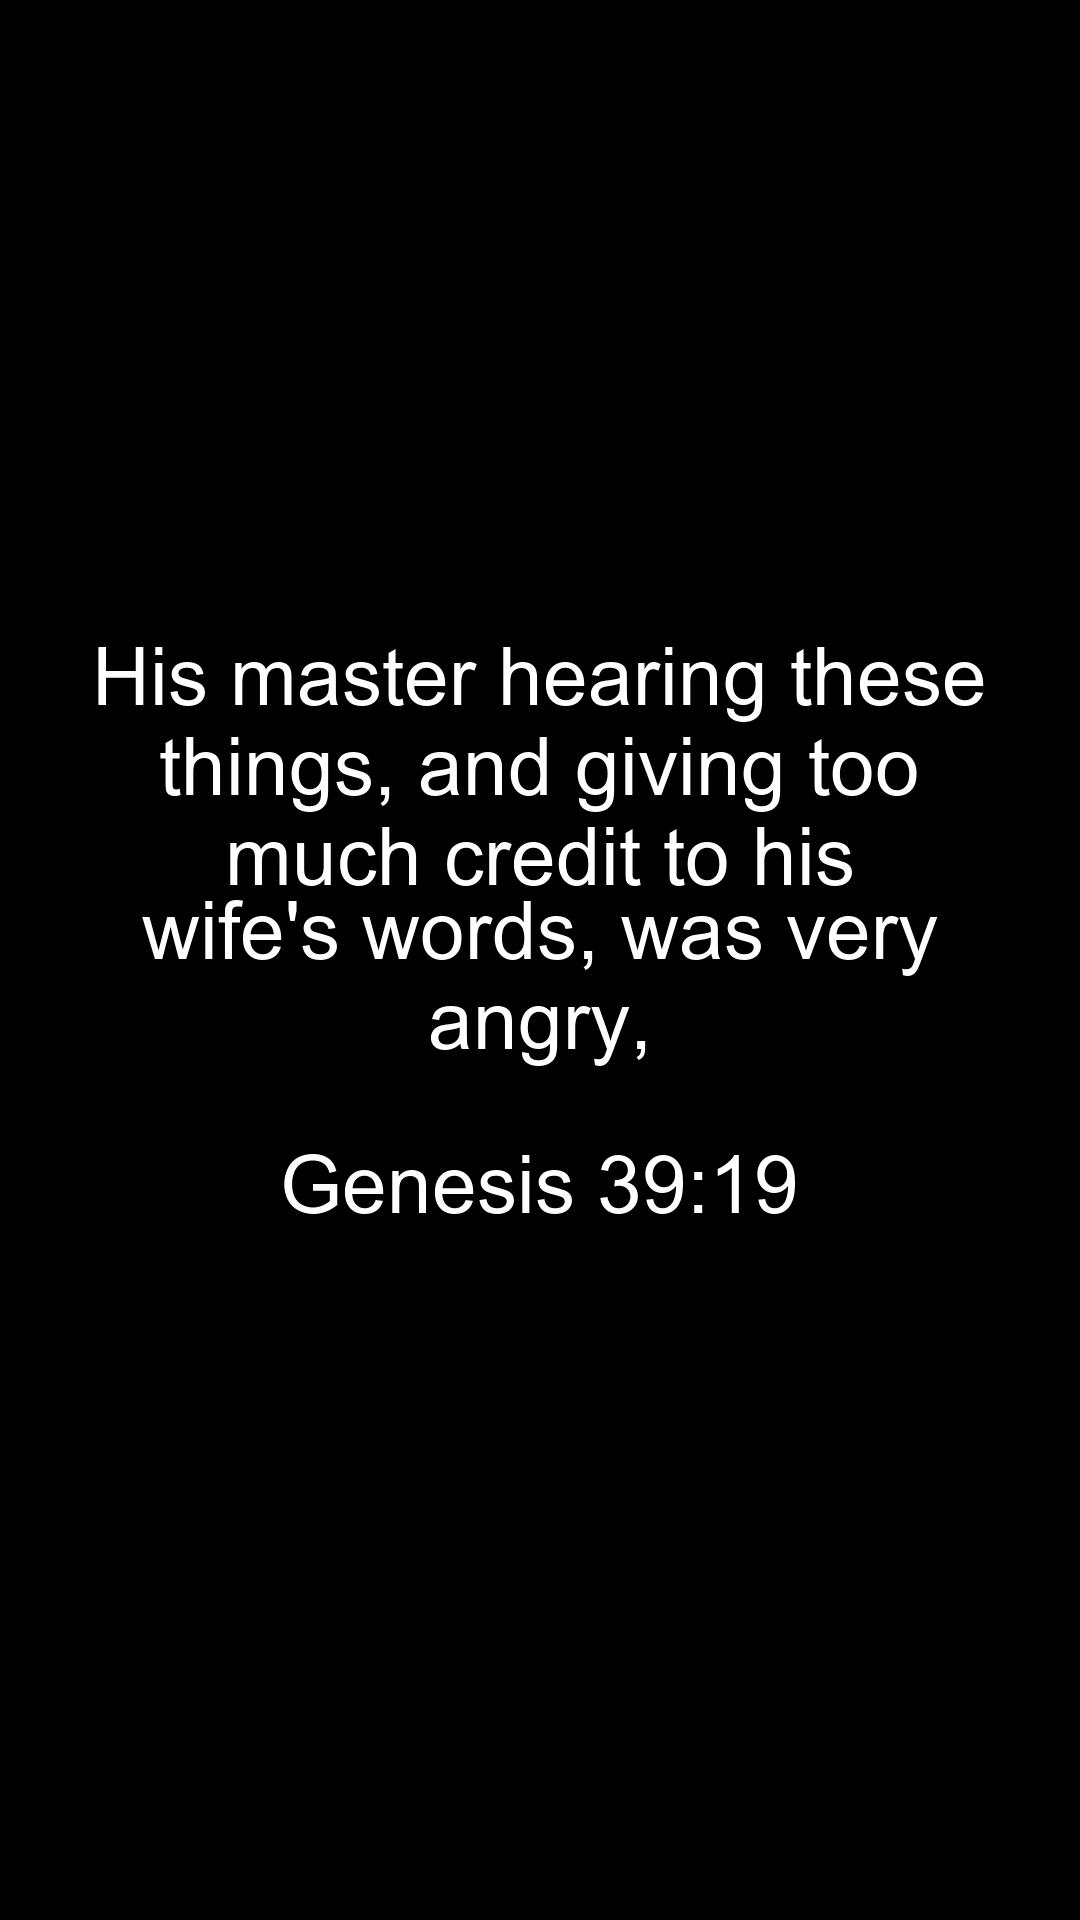 His master hearing these
things, and giving too
much credit to his
wife's words, was very
angry,
Genesis 39:19